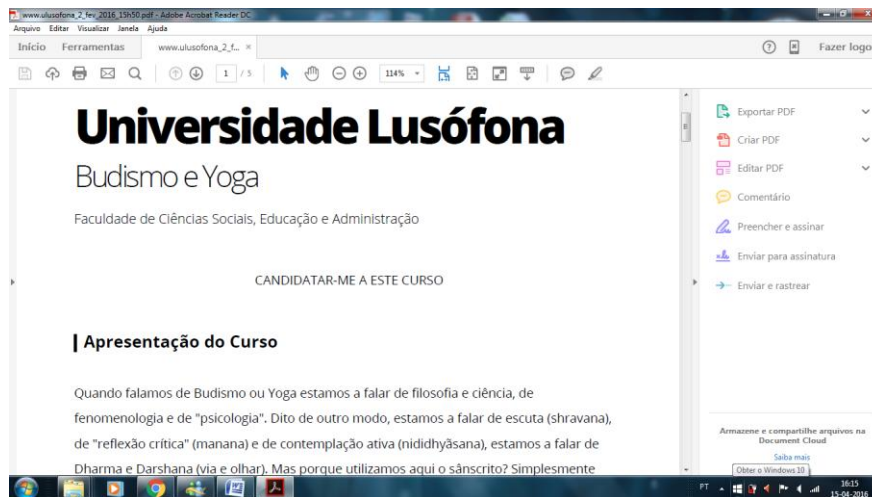 www.ulusofona_2_fev_2016_15h50.pdf - Adobe Acrobat Reader DC
Arquivo Editar Visualizar Janela Ajuda
Início Ferramentas www.ulusofona_2_f... × Fazer logo
1 / 5 114%
Universidade Lusófona
Budismo e Yoga
Faculdade de Ciências Sociais, Educação e Administração
CANDIDATAR-ME A ESTE CURSO
Apresentação do Curso
Quando falamos de Budismo ou Yoga estamos a falar de filosofia e ciência, de
fenomenologia e de "psicologia". Dito de outro modo, estamos a falar de escuta (shravana),
de "reflexão crítica" (manana) e de contemplação ativa (nididhyãsana), estamos a falar de
Dharma e Darshana (via e olhar). Mas porque utilizamos aqui o sânscrito? Simplesmente
Exportar PDF
Criar PDF
Editar PDF
Comentário
Preencher e assinar
Enviar para assinatura
Enviar e rastrear
Armazene e compartilhe arquivos na
Document Cloud
Saiba mais
Obter o Windows 10
PT 16:15
15-04-2016